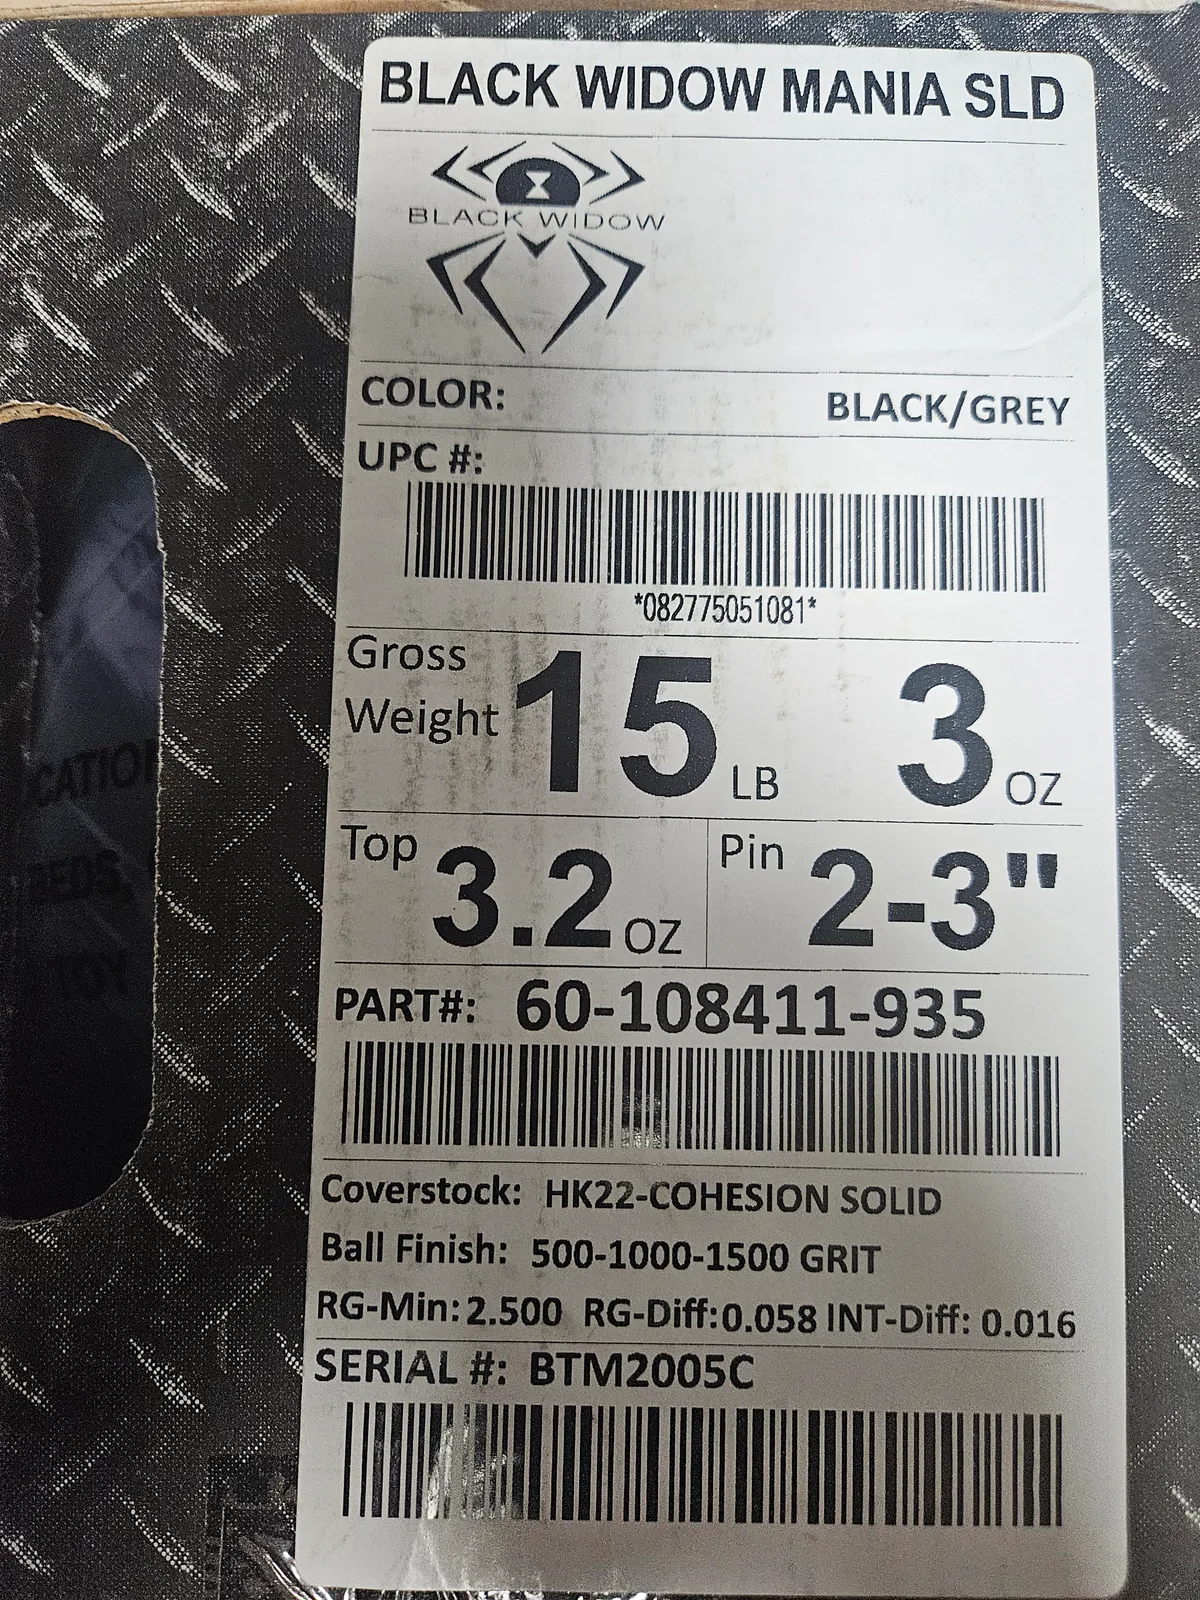 BLACK WIDOW MANIA SLD
BLACK WIDOW
COLOR: BLACK/GREY
UPC #:
*082775051081*
Gross Weight 15 LB 3 OZ
Top 3.2 OZ Pin 2-3"
PART#: 60-108411-935
Coverstock: HK22-COHESION SOLID
Ball Finish: 500-1000-1500 GRIT
RG-Min: 2.500 RG-Diff: 0.058 INT-Diff: 0.016
SERIAL #: BTM2005C